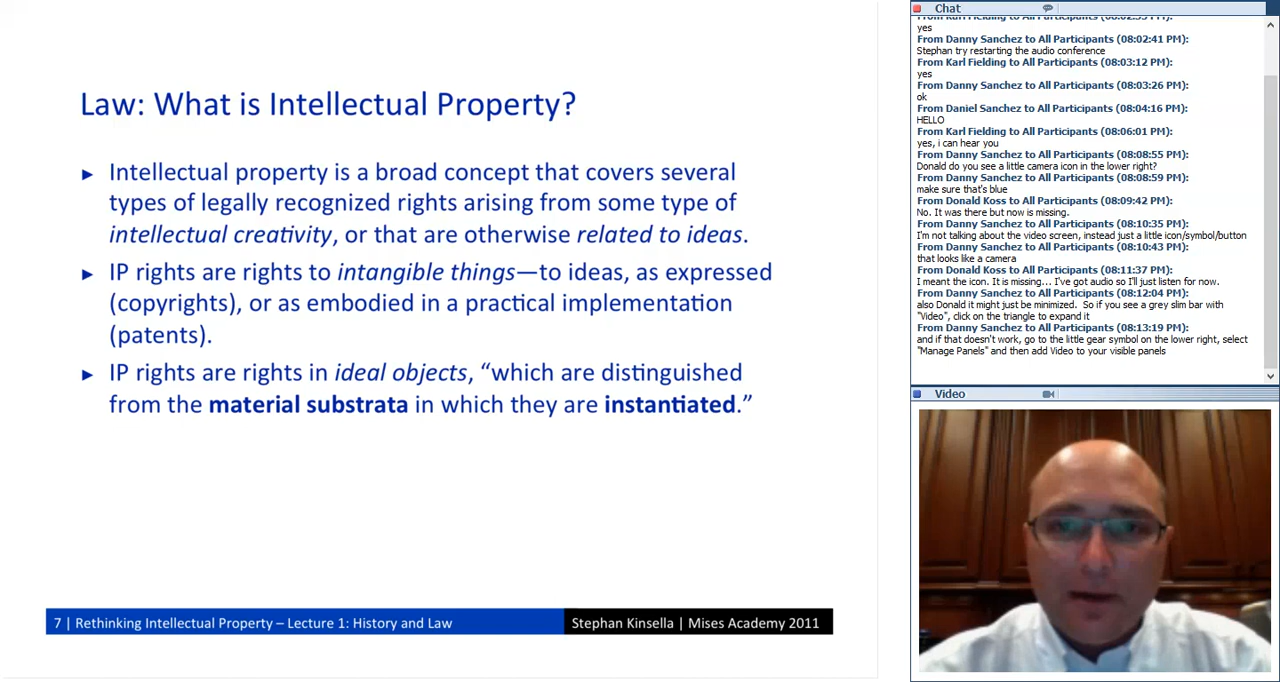 Law: What is Intellectual Property?
► Intellectual property is a broad concept that covers several
types of legally recognized rights arising from some type of
intellectual creativity, or that are otherwise related to ideas.
► IP rights are rights to intangible things—to ideas, as expressed
(copyrights), or as embodied in a practical implementation
(patents).
► IP rights are rights in ideal objects, “which are distinguished
from the material substrata in which they are instantiated.”
7 | Rethinking Intellectual Property – Lecture 1: History and Law
Stephan Kinsella | Mises Academy 2011
Chat
From Karl Fielding to All Participants (08:02:35 PM):
yes
From Danny Sanchez to All Participants (08:02:41 PM):
Stephan try restarting the audio conference
From Karl Fielding to All Participants (08:03:12 PM):
yes
From Danny Sanchez to All Participants (08:03:26 PM):
ok
From Daniel Sanchez to All Participants (08:04:16 PM):
HELLO
From Karl Fielding to All Participants (08:06:01 PM):
yes, i can hear you
From Danny Sanchez to All Participants (08:08:55 PM):
Donald do you see a little camera icon in the lower right?
From Danny Sanchez to All Participants (08:08:59 PM):
make sure that's blue
From Donald Koss to All Participants (08:09:42 PM):
No. It was there but now is missing.
From Danny Sanchez to All Participants (08:10:35 PM):
I'm not talking about the video screen, instead just a little icon/symbol/button
From Danny Sanchez to All Participants (08:10:43 PM):
that looks like a camera
From Donald Koss to All Participants (08:11:37 PM):
I meant the icon. It is missing... I've got audio so I'll just listen for now.
From Danny Sanchez to All Participants (08:12:04 PM):
also Donald it might just be minimized.  So if you see a grey slim bar with
"Video", click on the triangle to expand it
From Danny Sanchez to All Participants (08:13:19 PM):
and if that doesn't work, go to the little gear symbol on the lower right, select
"Manage Panels" and then add Video to your visible panels
Video